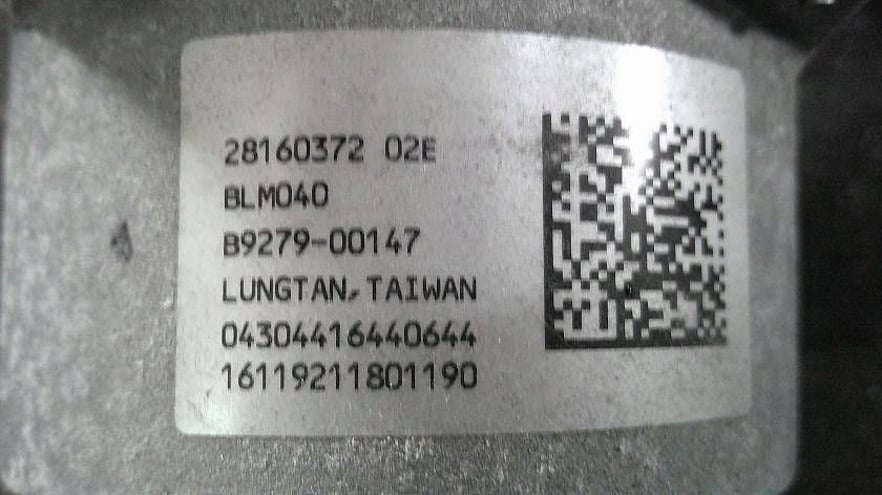 28160372 02E
BLM040
B9279-00147
LUNGTAN, TAIWAN
04304416440644
16119211801190